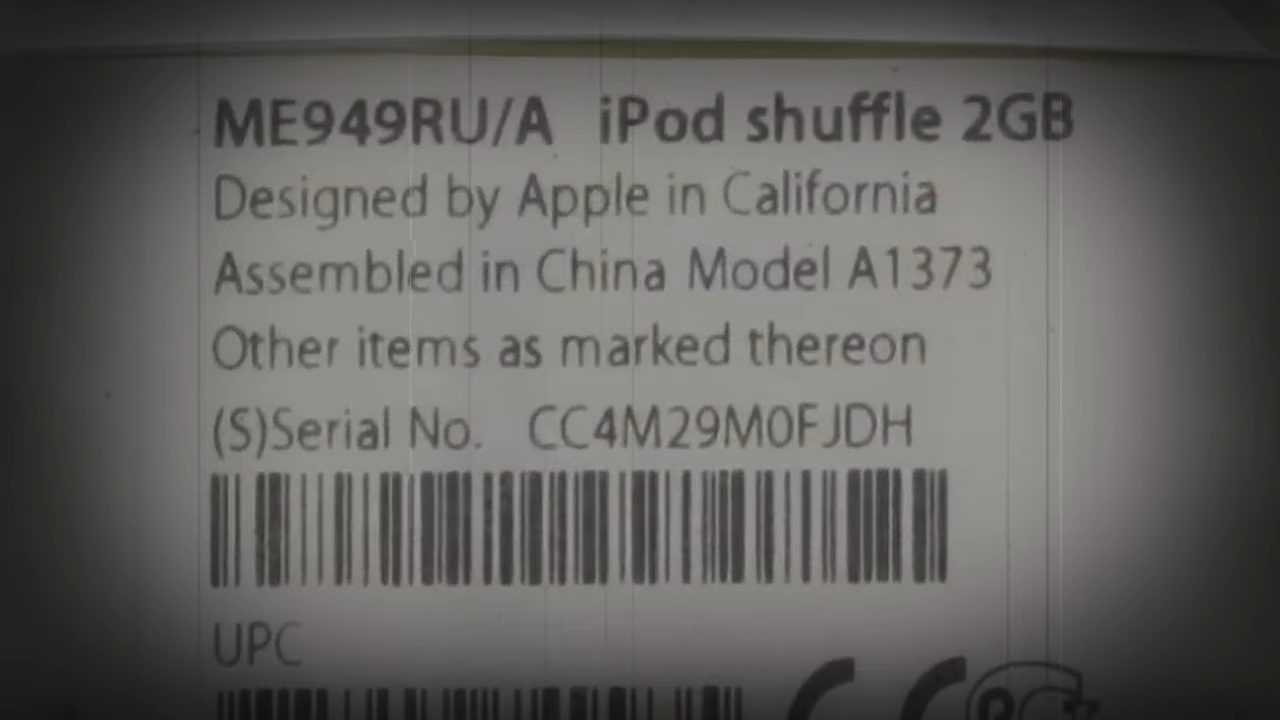 ME949RU/A iPod shuffle 2GB
Designed by Apple in California
Assembled in China Model A1373
Other items as marked thereon
(S)Serial No. CC4M29M0FJDH
UPC